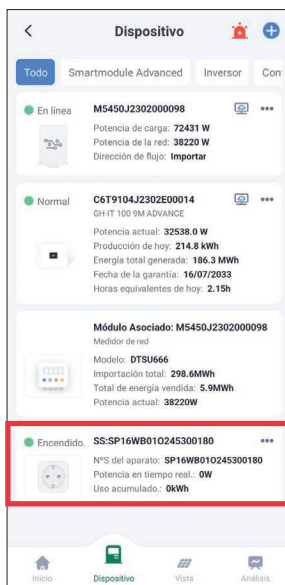 Dispositivo
Todo Smartmodule Advanced Inversor Con
En línea M5450J2302000098
Potencia de carga: 72431 W
Potencia de la red: 38220 W
Dirección de flujo: Importar
Normal C6T9104J2302E00014
GH-IT 100 9M ADVANCE
Potencia actual: 32538.0 W
Producción de hoy: 214.8 kWh
Energía total generada: 186.3 MWh
Fecha de la garantía: 16/07/2033
Horas equivalentes de hoy: 2.15h
Módulo Asociado: M5450J2302000098
Medidor de red
Modelo: DTSU666
Importación total: 298.6MWh
Total de energía vendida: 5.9MWh
Potencia actual: 38220W
Encendido. SS:SP16WB01O245300180
NºS del aparato: SP16WB01O245300180
Potencia en tiempo real.: 0W
Uso acumulado.: 0kWh
Inicio Dispositivo Vista Análisis